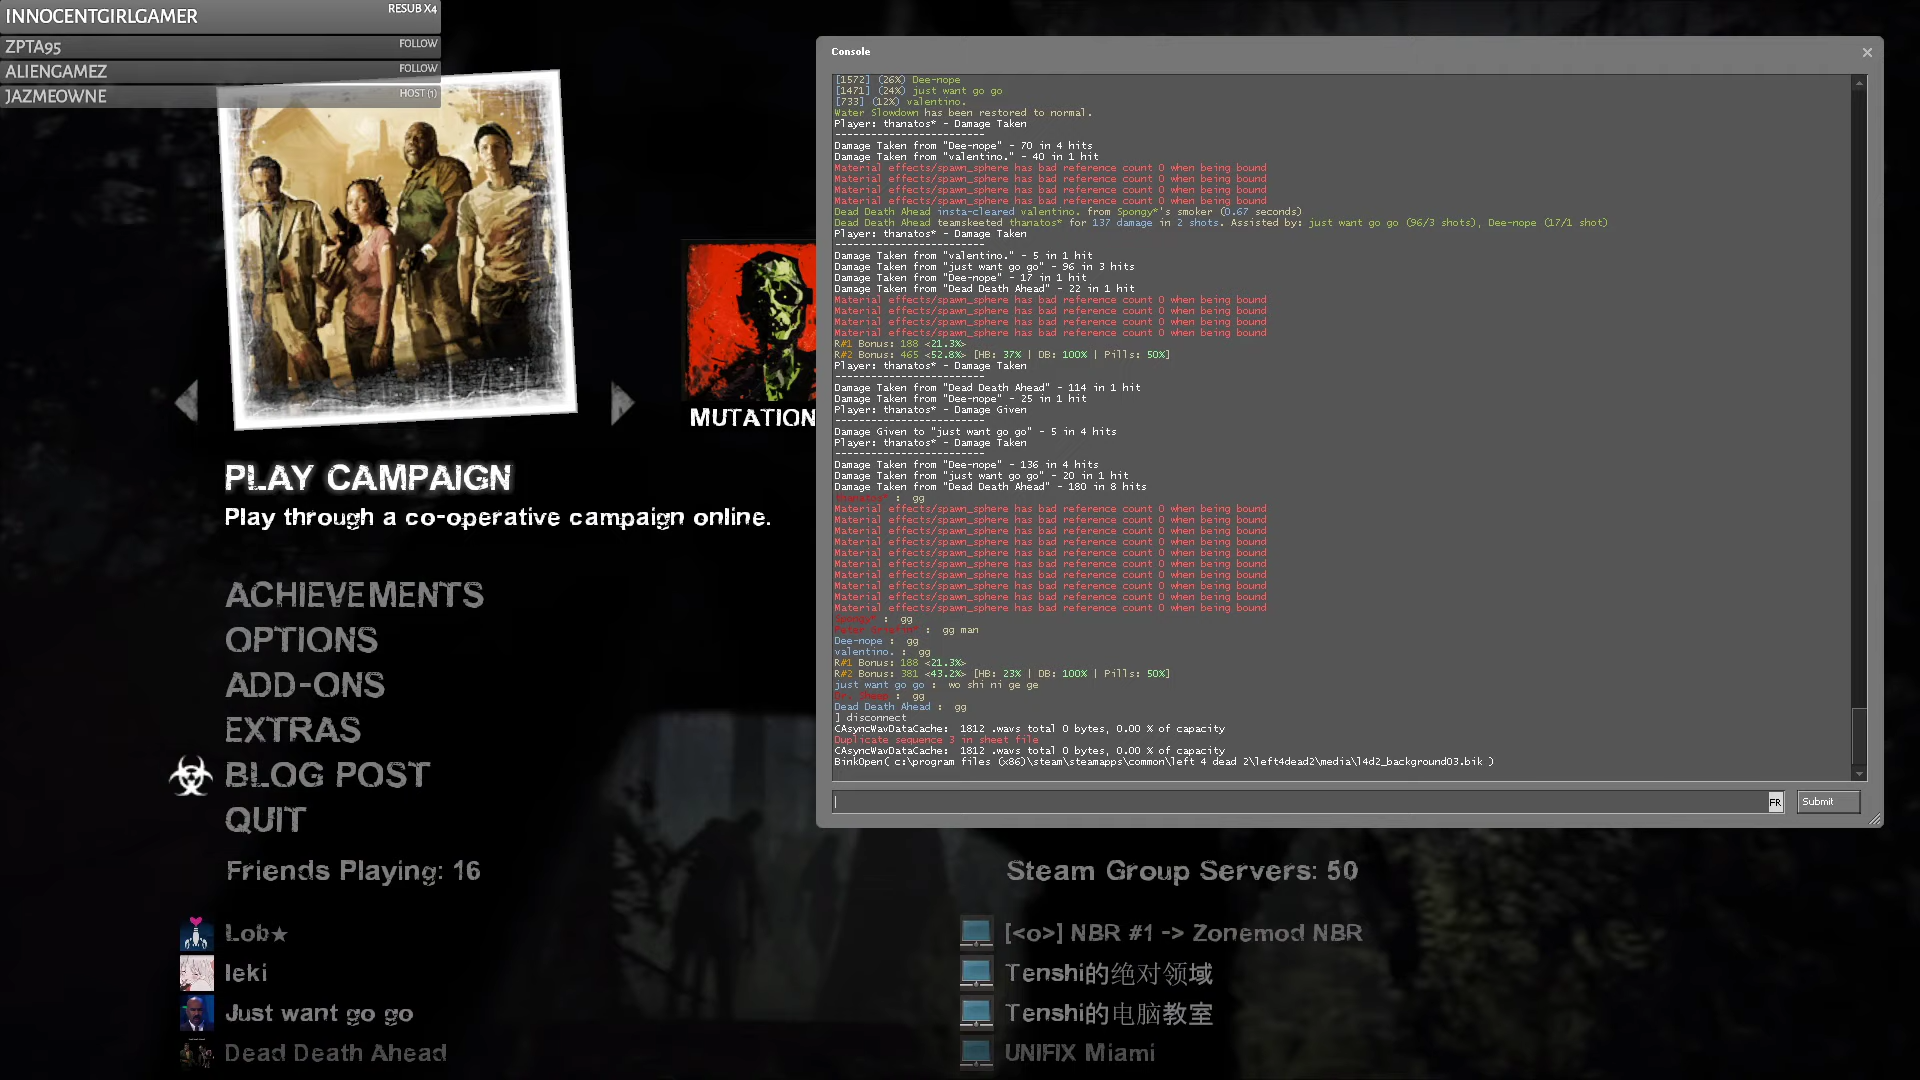 INNOCENTGIRLGAMER RESUB X4
ZPTA95 FOLLOW
ALIENGAMEZ FOLLOW
JAZMEOWNE HOST (1)
MUTATION
PLAY CAMPAIGN
Play through a co-operative campaign online.
ACHIEVEMENTS
OPTIONS
ADD-ONS
EXTRAS
BLOG POST
QUIT
Friends Playing: 16
Lob★
leki
Just want go go
Dead Death Ahead
Console
[1572] (26%) Dee-nope
[1471] (24%) just want go go
[733] (12%) valentino.
Water Slowdown has been restored to normal.
Player: thanatos* - Damage Taken
-------------------------
Damage Taken from "Dee-nope" - 70 in 4 hits
Damage Taken from "valentino." - 40 in 1 hit
Material effects/spawn_sphere has bad reference count 0 when being bound
Material effects/spawn_sphere has bad reference count 0 when being bound
Material effects/spawn_sphere has bad reference count 0 when being bound
Material effects/spawn_sphere has bad reference count 0 when being bound
Dead Death Ahead insta-cleared valentino. from Spongy*'s smoker (0.67 seconds)
Dead Death Ahead teamskeeted thanatos* for 137 damage in 2 shots. Assisted by: just want go go (96/3 shots), Dee-nope (17/1 shot)
Player: thanatos* - Damage Taken
-------------------------
Damage Taken from "valentino." - 5 in 1 hit
Damage Taken from "just want go go" - 96 in 3 hits
Damage Taken from "Dee-nope" - 17 in 1 hit
Damage Taken from "Dead Death Ahead" - 22 in 1 hit
Material effects/spawn_sphere has bad reference count 0 when being bound
Material effects/spawn_sphere has bad reference count 0 when being bound
Material effects/spawn_sphere has bad reference count 0 when being bound
Material effects/spawn_sphere has bad reference count 0 when being bound
R#1 Bonus: 188 <21.3%>
R#2 Bonus: 465 <52.8%> [HB: 37% | DB: 100% | Pills: 50%]
Player: thanatos* - Damage Taken
-------------------------
Damage Taken from "Dead Death Ahead" - 114 in 1 hit
Damage Taken from "Dee-nope" - 25 in 1 hit
Player: thanatos* - Damage Given
-------------------------
Damage Given to "just want go go" - 5 in 4 hits
Player: thanatos* - Damage Taken
-------------------------
Damage Taken from "Dee-nope" - 136 in 4 hits
Damage Taken from "just want go go" - 20 in 1 hit
Damage Taken from "Dead Death Ahead" - 180 in 8 hits
thanatos* :  gg
Material effects/spawn_sphere has bad reference count 0 when being bound
Material effects/spawn_sphere has bad reference count 0 when being bound
Material effects/spawn_sphere has bad reference count 0 when being bound
Material effects/spawn_sphere has bad reference count 0 when being bound
Material effects/spawn_sphere has bad reference count 0 when being bound
Material effects/spawn_sphere has bad reference count 0 when being bound
Material effects/spawn_sphere has bad reference count 0 when being bound
Material effects/spawn_sphere has bad reference count 0 when being bound
Material effects/spawn_sphere has bad reference count 0 when being bound
Material effects/spawn_sphere has bad reference count 0 when being bound
Spongy* :  gg
:  gg man
Dee-nope :  gg
valentino. :  gg
R#1 Bonus: 188 <21.3%>
R#2 Bonus: 381 <43.2%> [HB: 23% | DB: 100% | Pills: 50%]
just want go go :  wo shi ni ge ge
:  gg
Dead Death Ahead :  gg
] disconnect
CAsyncWavDataCache:  1812 .wavs total 0 bytes, 0.00 % of capacity
Duplicate sequence 3 in sheet file
CAsyncWavDataCache:  1812 .wavs total 0 bytes, 0.00 % of capacity
BinkOpen( c:\program files (x86)\steam\steamapps\common\left 4 dead 2\left4dead2\media\l4d2_background03.bik )
FR Submit
Steam Group Servers: 50
[<o>] NBR #1 -> Zonemod NBR
Tenshi的绝对领域
Tenshi的电脑教室
UNIFIX Miami